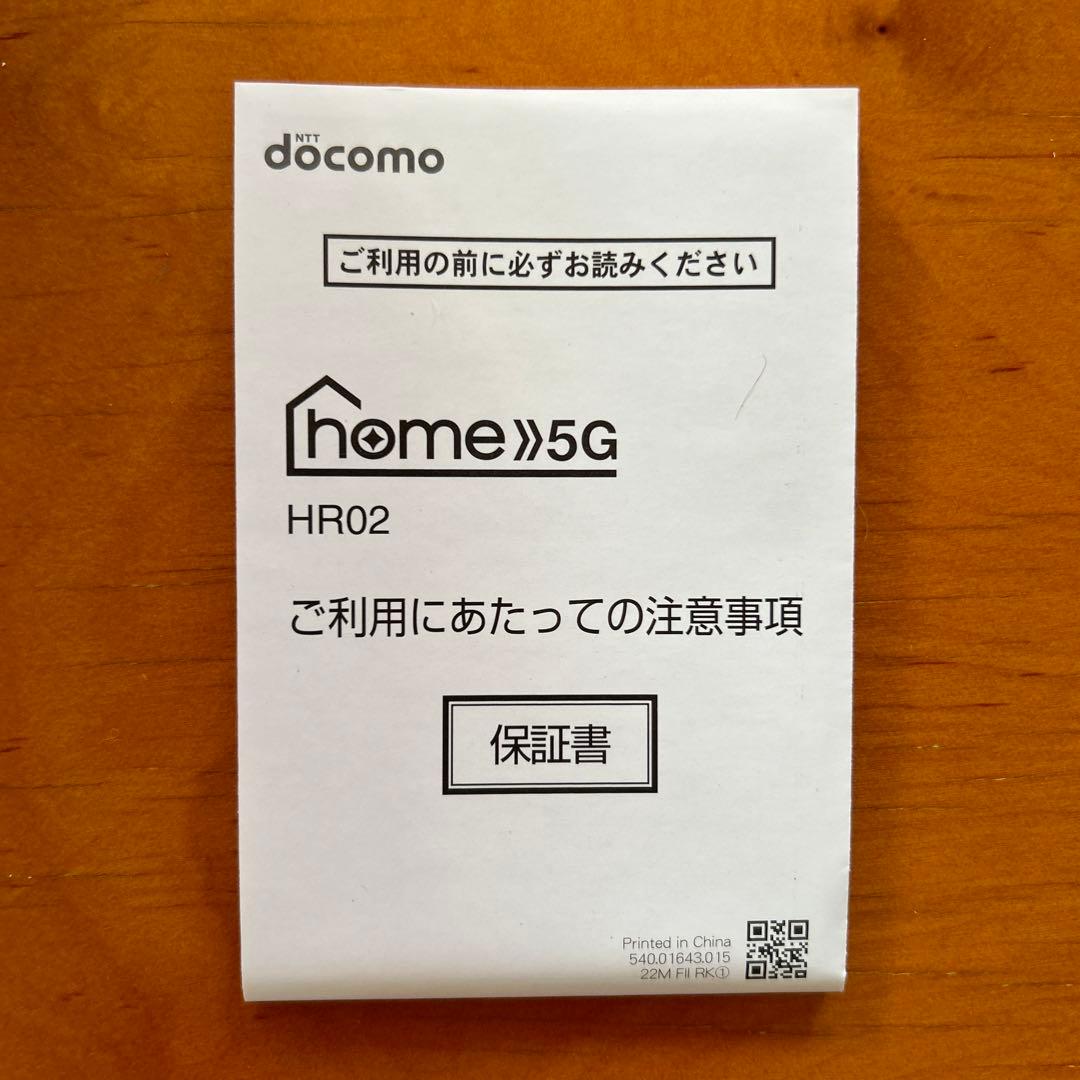 NTT
docomo
ご利用の前に必ずお読みください
home》5G
HR02
ご利用にあたっての注意事項
保証書
Printed in China
540.01643.015
22M FII RK①